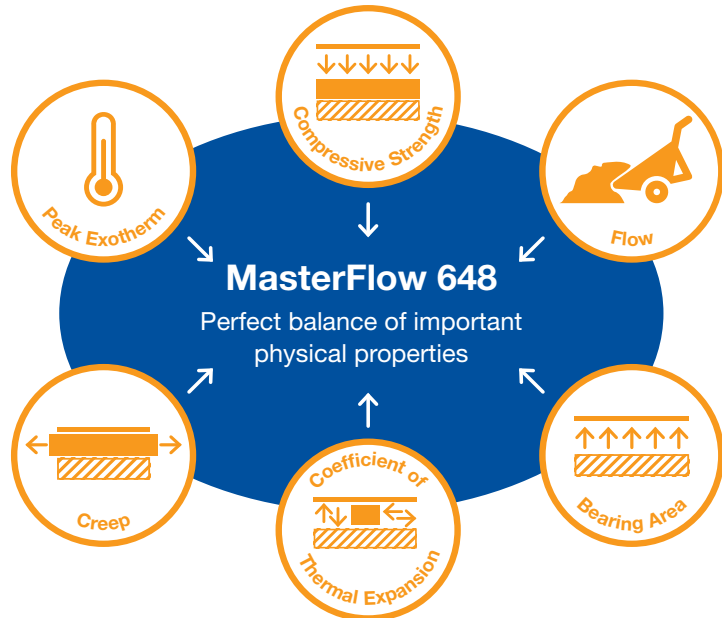 Compressive Strength
Peak Exotherm
Flow
MasterFlow 648
Perfect balance of important
physical properties
Creep
Coefficient of
Thermal Expansion
Bearing Area